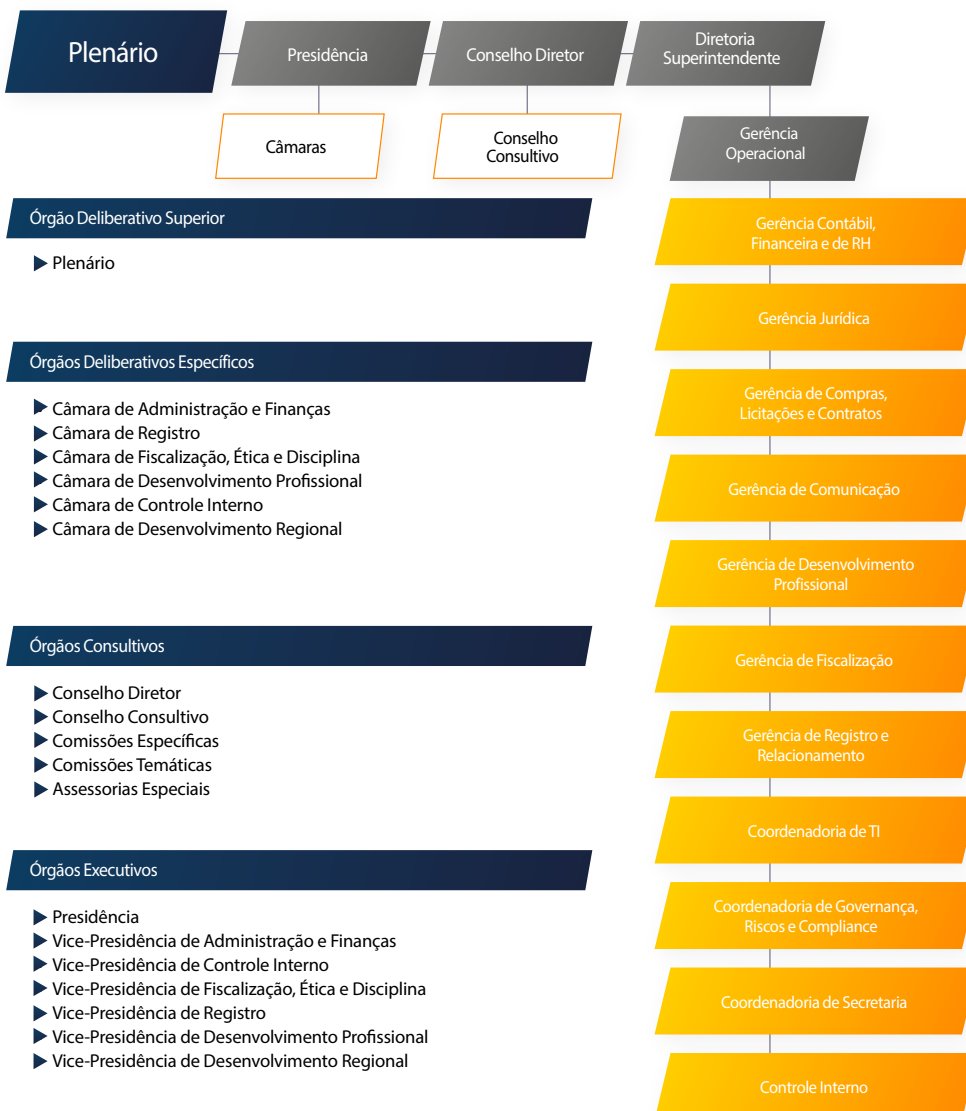 Plenário
Presidência
Conselho Diretor
Diretoria
Superintendente
Câmaras
Conselho
Consultivo
Gerência
Operacional
Órgão Deliberativo Superior
Plenário
Órgãos Deliberativos Específicos
Câmara de Administração e Finanças
Câmara de Registro
Câmara de Fiscalização, Ética e Disciplina
Câmara de Desenvolvimento Profissional
Câmara de Controle Interno
Câmara de Desenvolvimento Regional
Órgãos Consultivos
Conselho Diretor
Conselho Consultivo
Comissões Específicas
Comissões Temáticas
Assessorias Especiais
Órgãos Executivos
Presidência
Vice-Presidência de Administração e Finanças
Vice-Presidência de Controle Interno
Vice-Presidência de Fiscalização, Ética e Disciplina
Vice-Presidência de Registro
Vice-Presidência de Desenvolvimento Profissional
Vice-Presidência de Desenvolvimento Regional
Gerência Contábil,
Financeira e de RH
Gerência Jurídica
Gerência de Compras,
Licitações e Contratos
Gerência de Comunicação
Gerência de Desenvolvimento
Profissional
Gerência de Fiscalização
Gerência de Registro e
Relacionamento
Coordenadoria de TI
Coordenadoria de Governança,
Riscos e Compliance
Coordenadoria de Secretaria
Controle Interno